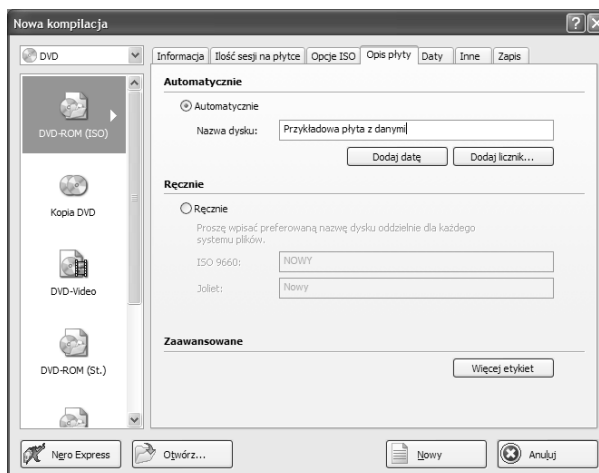 Nowa kompilacja
DVD
Informacja
Ilość sesji na płytce
Opcje ISO
Opis płyty
Daty
Inne
Zapis
DVD-ROM (ISO)
Kopia DVD
DVD-Video
DVD-ROM (St.)
Automatycznie
Automatycznie
Nazwa dysku:
Przykładowa płyta z danymi
Dodaj datę
Dodaj licznik...
Ręcznie
Ręcznie
Proszę wpisać preferowaną nazwę dysku oddzielnie dla każdego
systemu plików.
ISO 9660:
NOWY
Joliet:
Nowy
Zaawansowane
Więcej etykiet
Nero Express
Otwórz...
Nowy
Anuluj